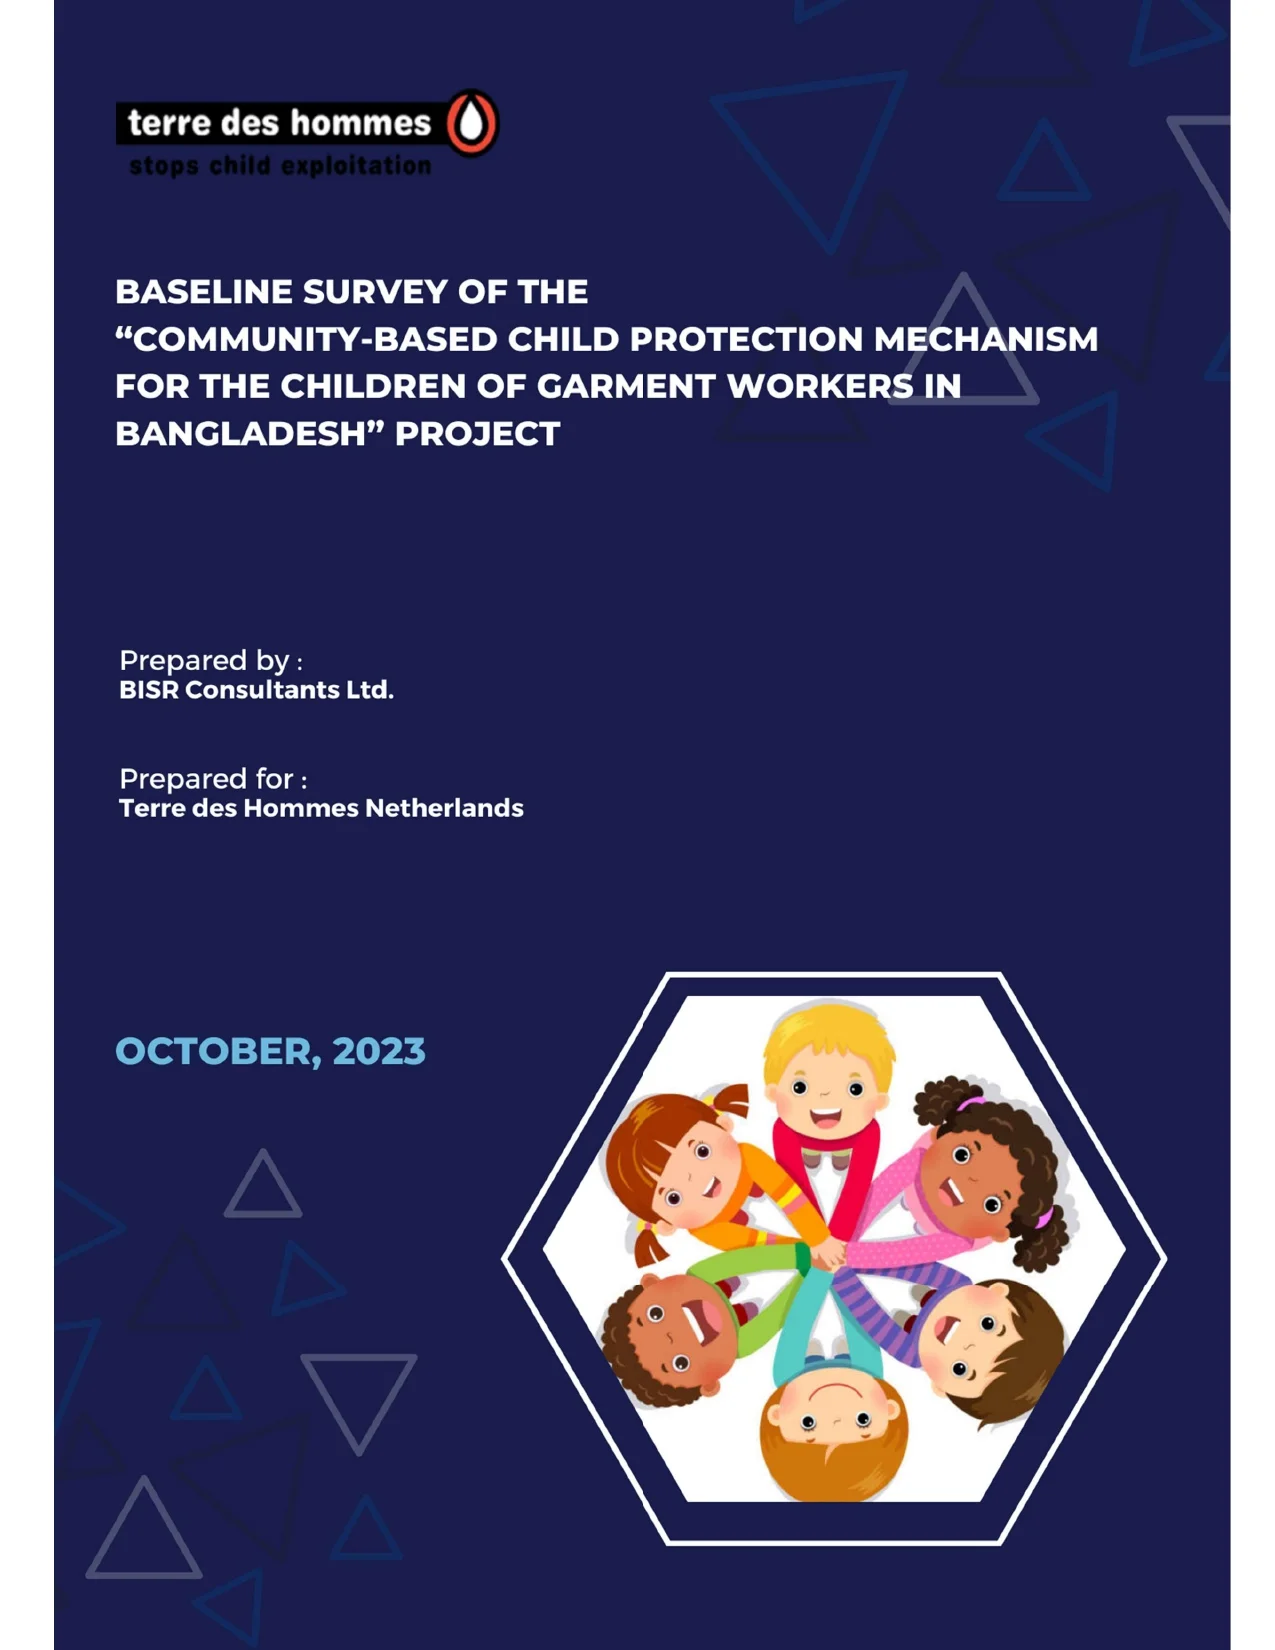 terre des hommes
stops child exploitation
BASELINE SURVEY OF THE
“COMMUNITY-BASED CHILD PROTECTION MECHANISM
FOR THE CHILDREN OF GARMENT WORKERS IN
BANGLADESH” PROJECT
Prepared by :
BISR Consultants Ltd.
Prepared for :
Terre des Hommes Netherlands
OCTOBER, 2023